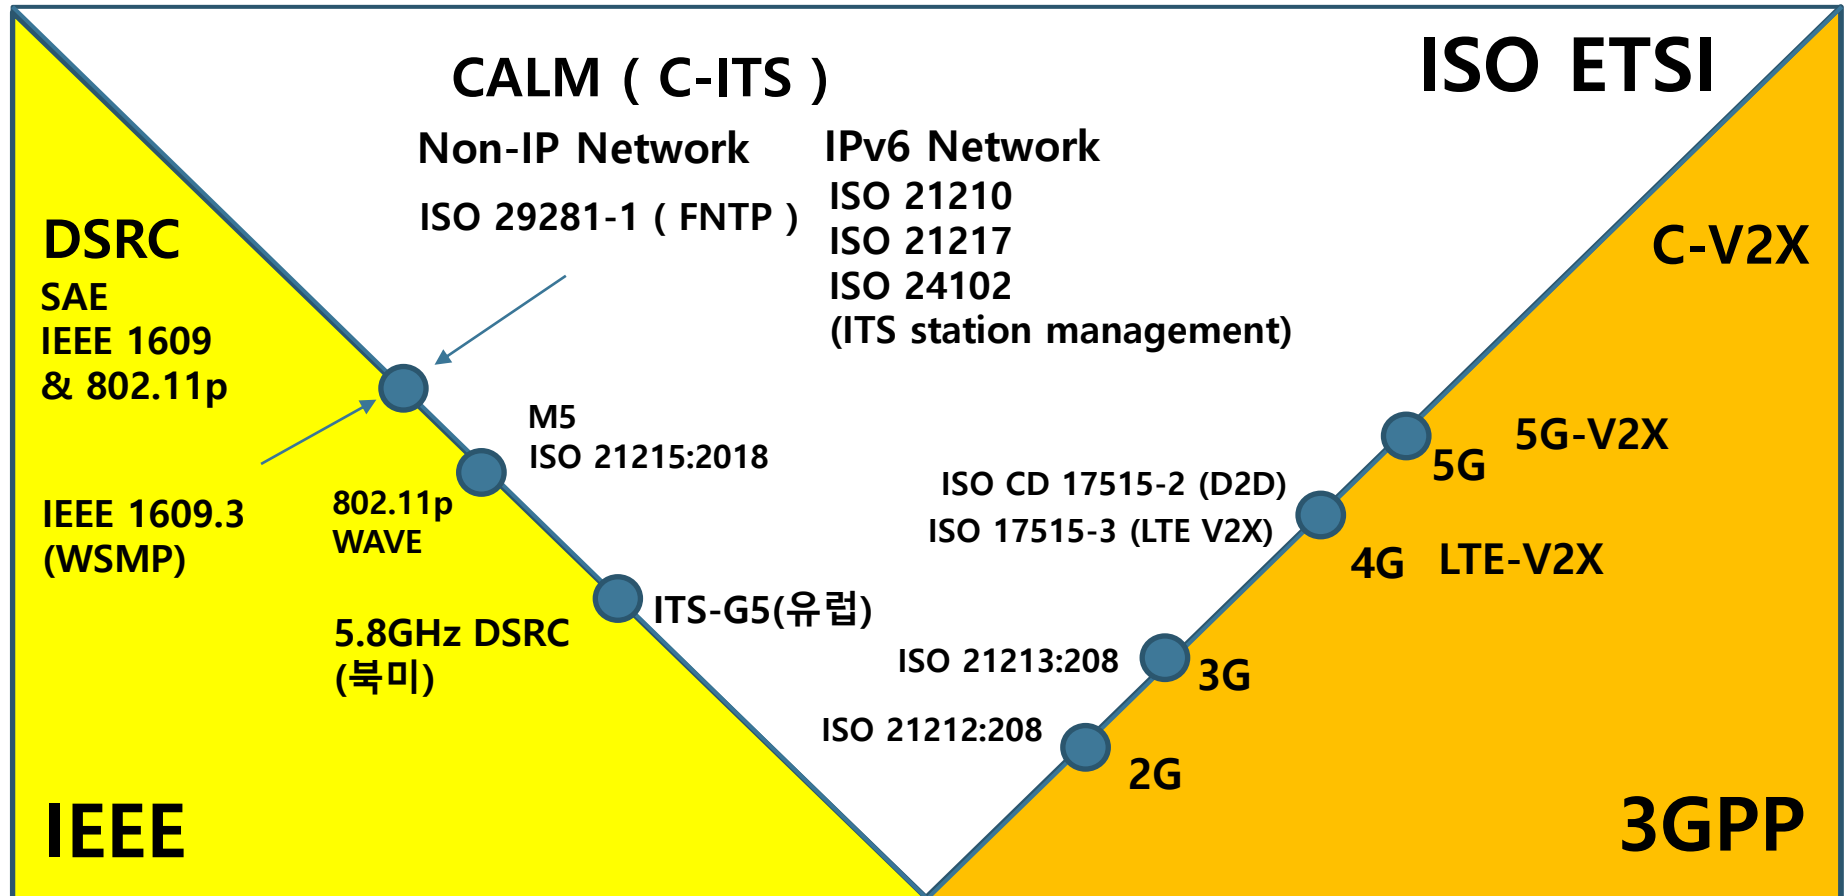 CALM ( C-ITS )
ISO ETSI
Non-IP Network
ISO 29281-1 ( FNTP )
IPv6 Network
ISO 21210
ISO 21217
ISO 24102
(ITS station management)
DSRC
SAE
IEEE 1609
& 802.11p
C-V2X
M5
ISO 21215:2018
IEEE 1609.3
(WSMP)
802.11p
WAVE
ITS-G5(유럽)
5.8GHz DSRC
(북미)
5G-V2X
5G
ISO CD 17515-2 (D2D)
ISO 17515-3 (LTE V2X)
4G LTE-V2X
ISO 21213:208
3G
ISO 21212:208
2G
IEEE
3GPP